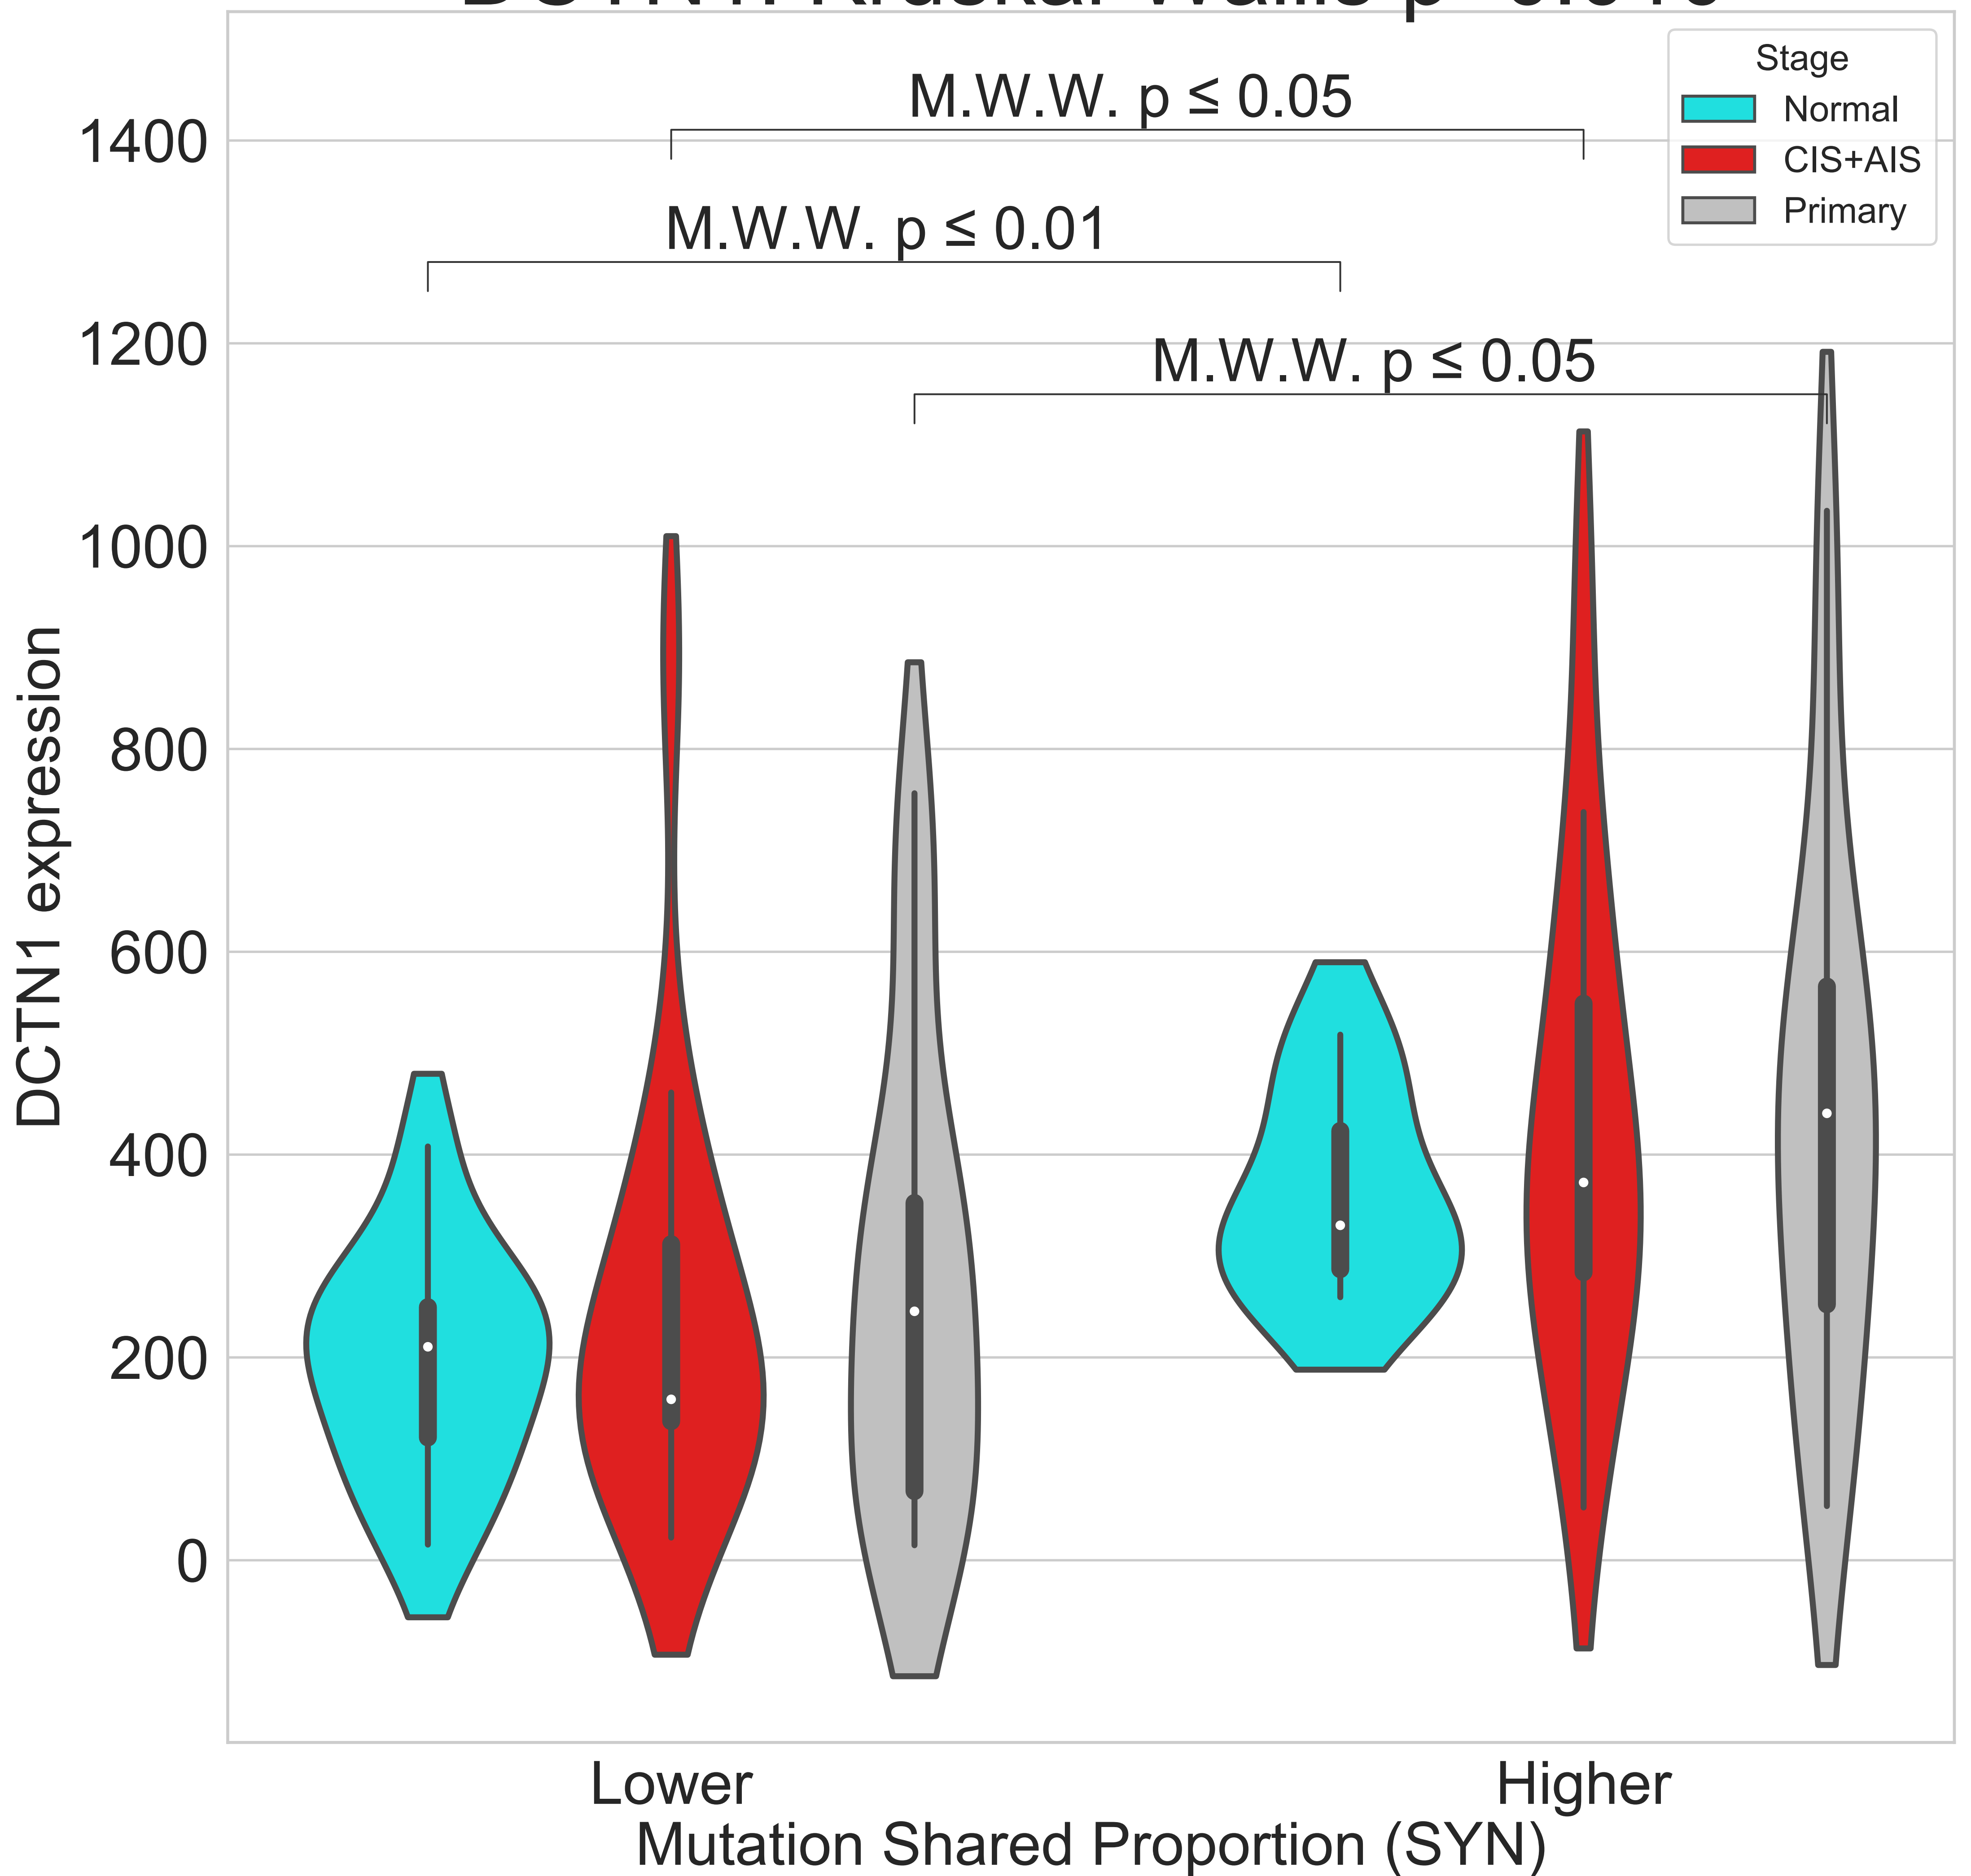 Stage
Normal
CIS+AIS
Primary
M.W.W. p ≤ 0.05
M.W.W. p ≤ 0.01
M.W.W. p ≤ 0.05
1400
1200
1000
800
600
400
200
0
DCTN1 expression
Lower
Higher
Mutation Shared Proportion (SYN)